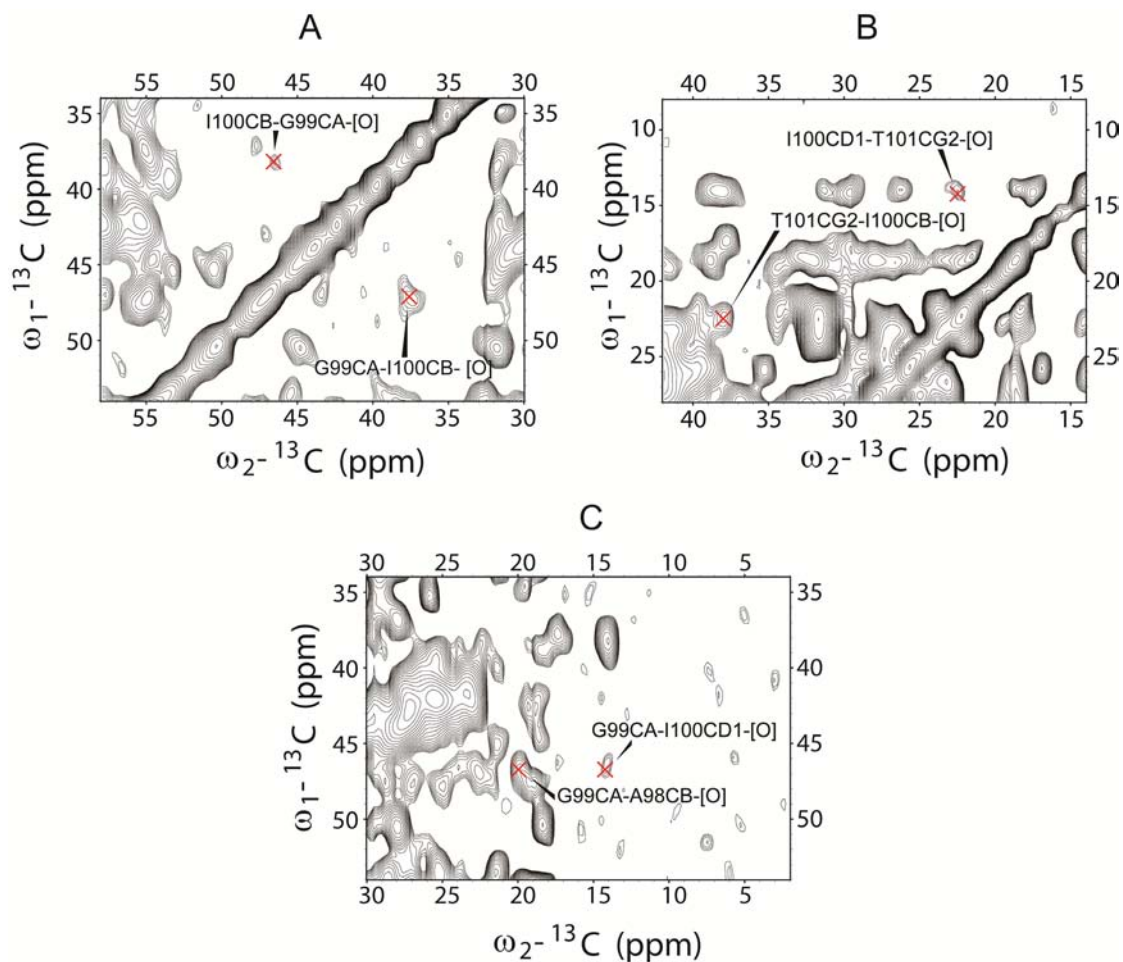 A
55 50 45 40 35 30
35
40
45
50
I100CB-G99CA-[O]
G99CA-I100CB- [O]
35
40
45
50
55 50 45 40 35 30
ω1- 13C (ppm)
ω2- 13C (ppm)
B
40 35 30 25 20 15
10
15
20
25
I100CD1-T101CG2-[O]
T101CG2-I100CB-[O]
10
15
20
25
40 35 30 25 20 15
ω1- 13C (ppm)
ω2- 13C (ppm)
C
30 25 20 15 10 5
35
40
45
50
G99CA-I100CD1-[O]
G99CA-A98CB-[O]
35
40
45
50
30 25 20 15 10 5
ω1- 13C (ppm)
ω2- 13C (ppm)